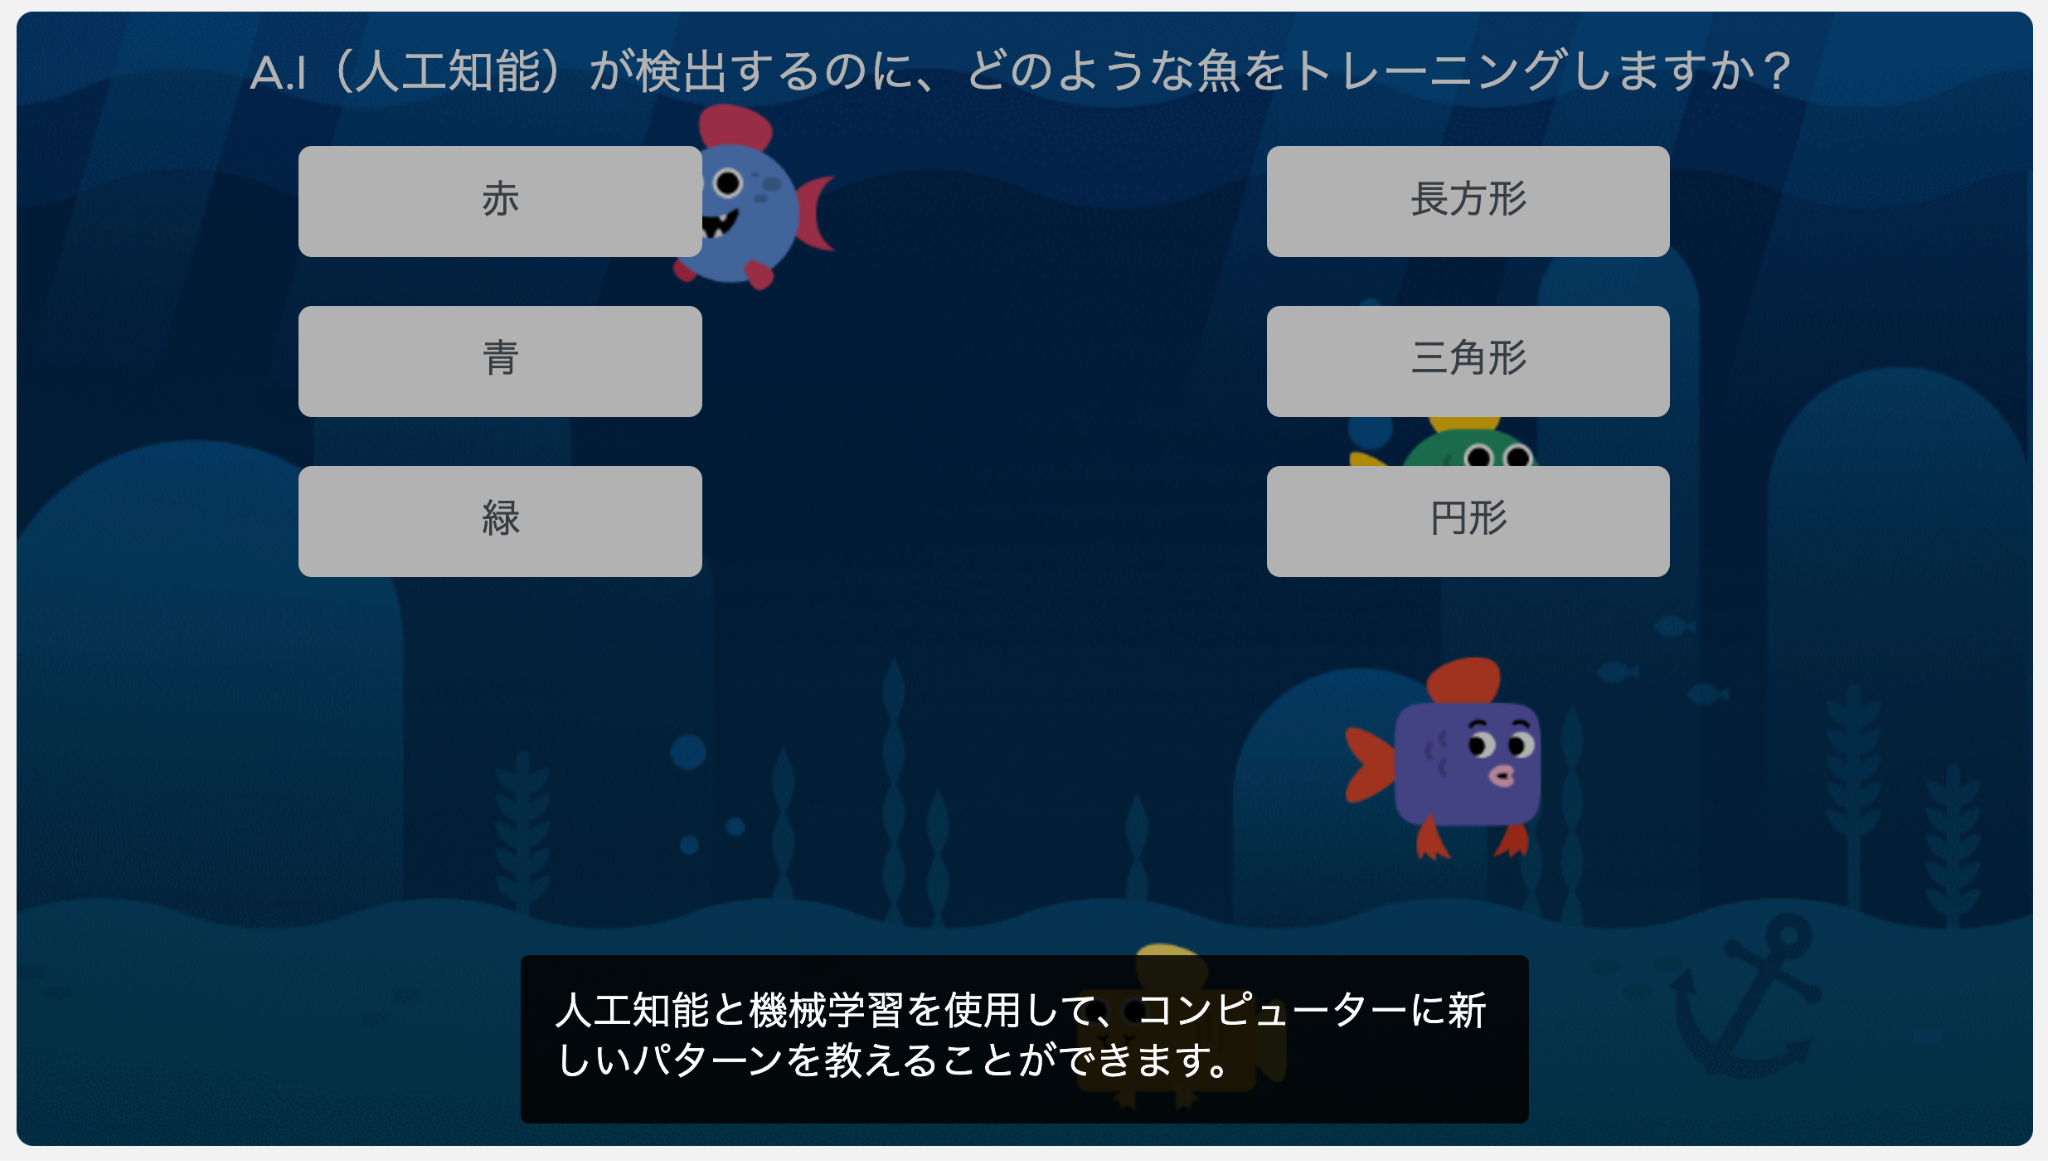 A.I（人工知能）が検出するのに、どのような魚をトレーニングしますか？
赤
長方形
青
三角形
緑
円形
人工知能と機械学習を使用して、コンピューターに新
しいパターンを教えることができます。